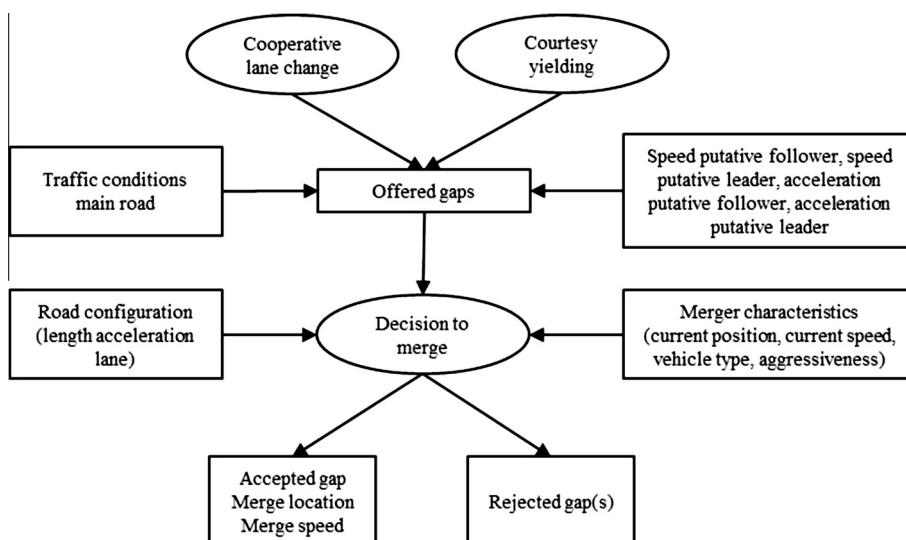 Cooperative
lane change
Courtesy
yielding
Traffic conditions
main road
Offered gaps
Speed putative follower, speed
putative leader, acceleration
putative follower, acceleration
putative leader
Road configuration
(length acceleration
lane)
Decision to
merge
Merger characteristics
(current position, current speed,
vehicle type, aggressiveness)
Accepted gap
Merge location
Merge speed
Rejected gap(s)